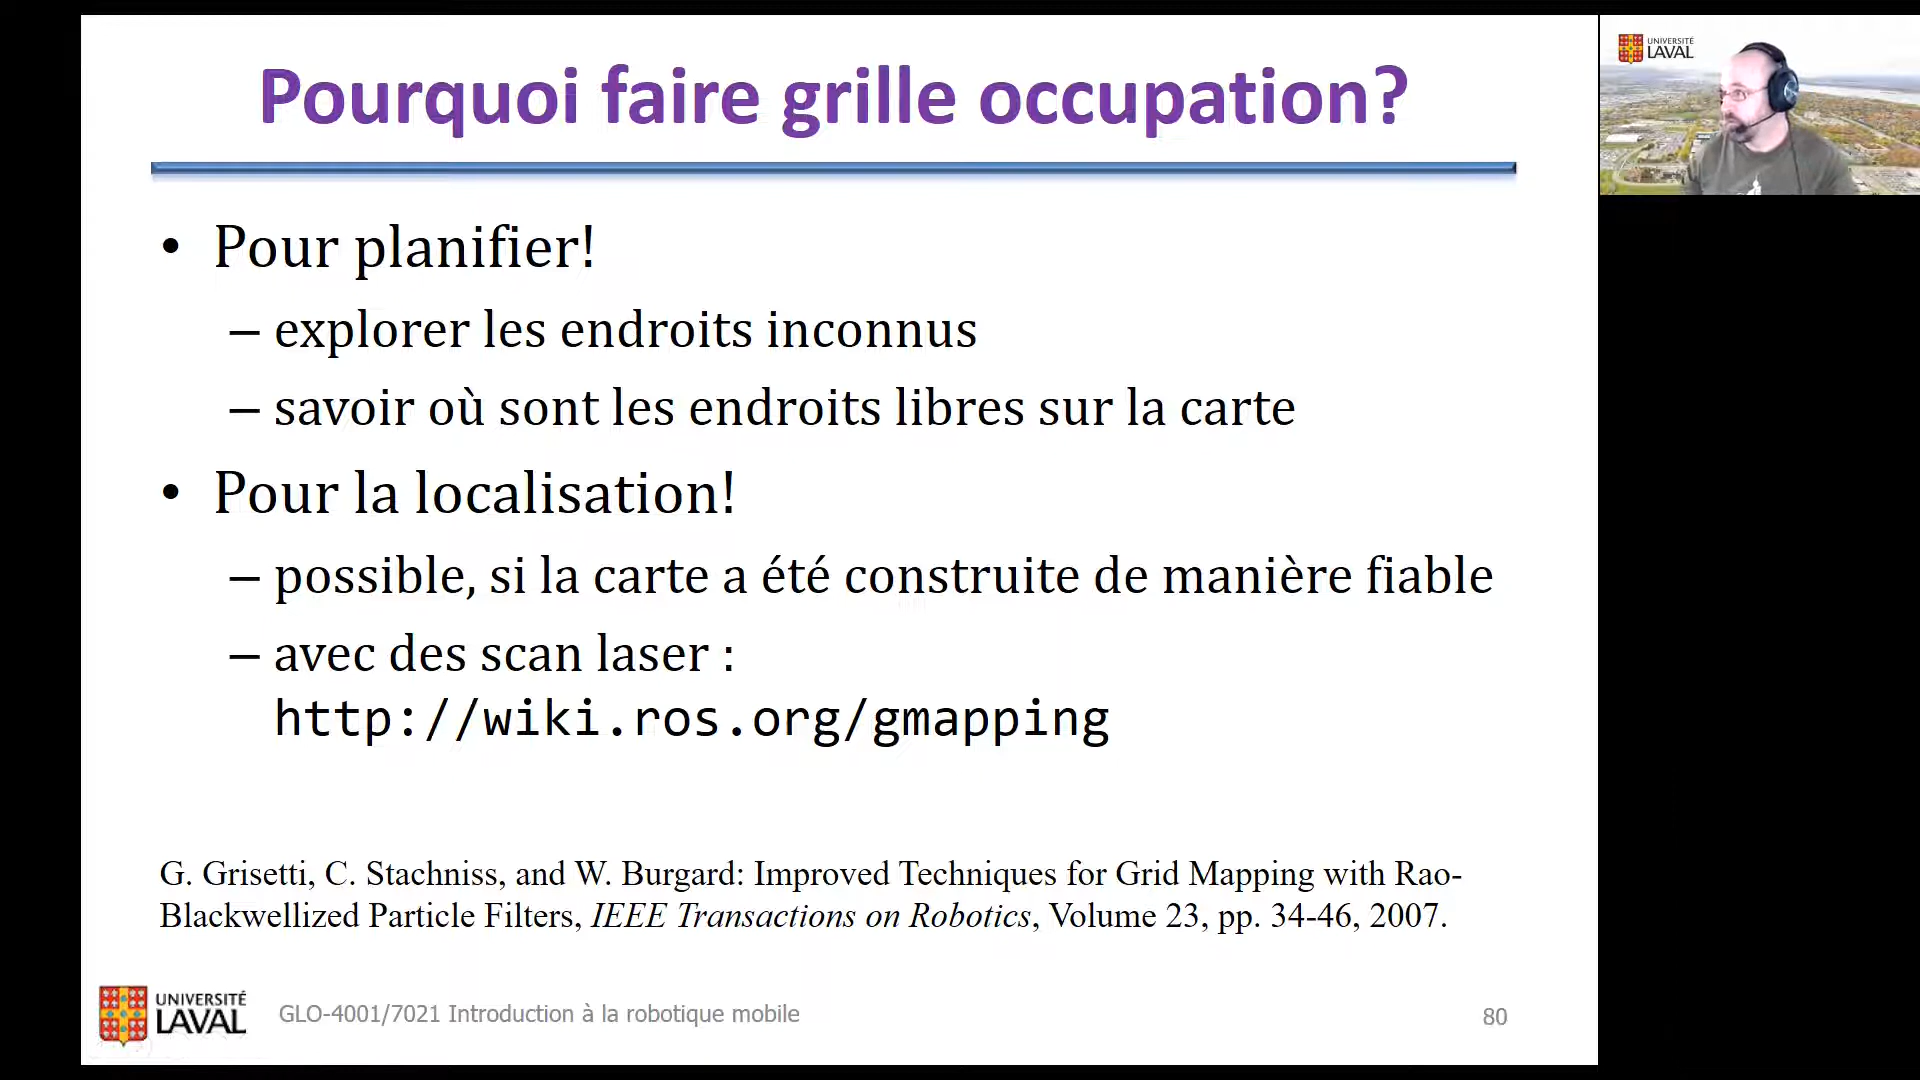 Pourquoi faire grille occupation?
• Pour planifier!
– explorer les endroits inconnus
– savoir où sont les endroits libres sur la carte
• Pour la localisation!
– possible, si la carte a été construite de manière fiable
– avec des scan laser :
http://wiki.ros.org/gmapping
G. Grisetti, C. Stachniss, and W. Burgard: Improved Techniques for Grid Mapping with Rao-
Blackwellized Particle Filters, IEEE Transactions on Robotics, Volume 23, pp. 34-46, 2007.
UNIVERSITÉ
LAVAL
GLO-4001/7021 Introduction à la robotique mobile
80
UNIVERSITÉ
LAVAL